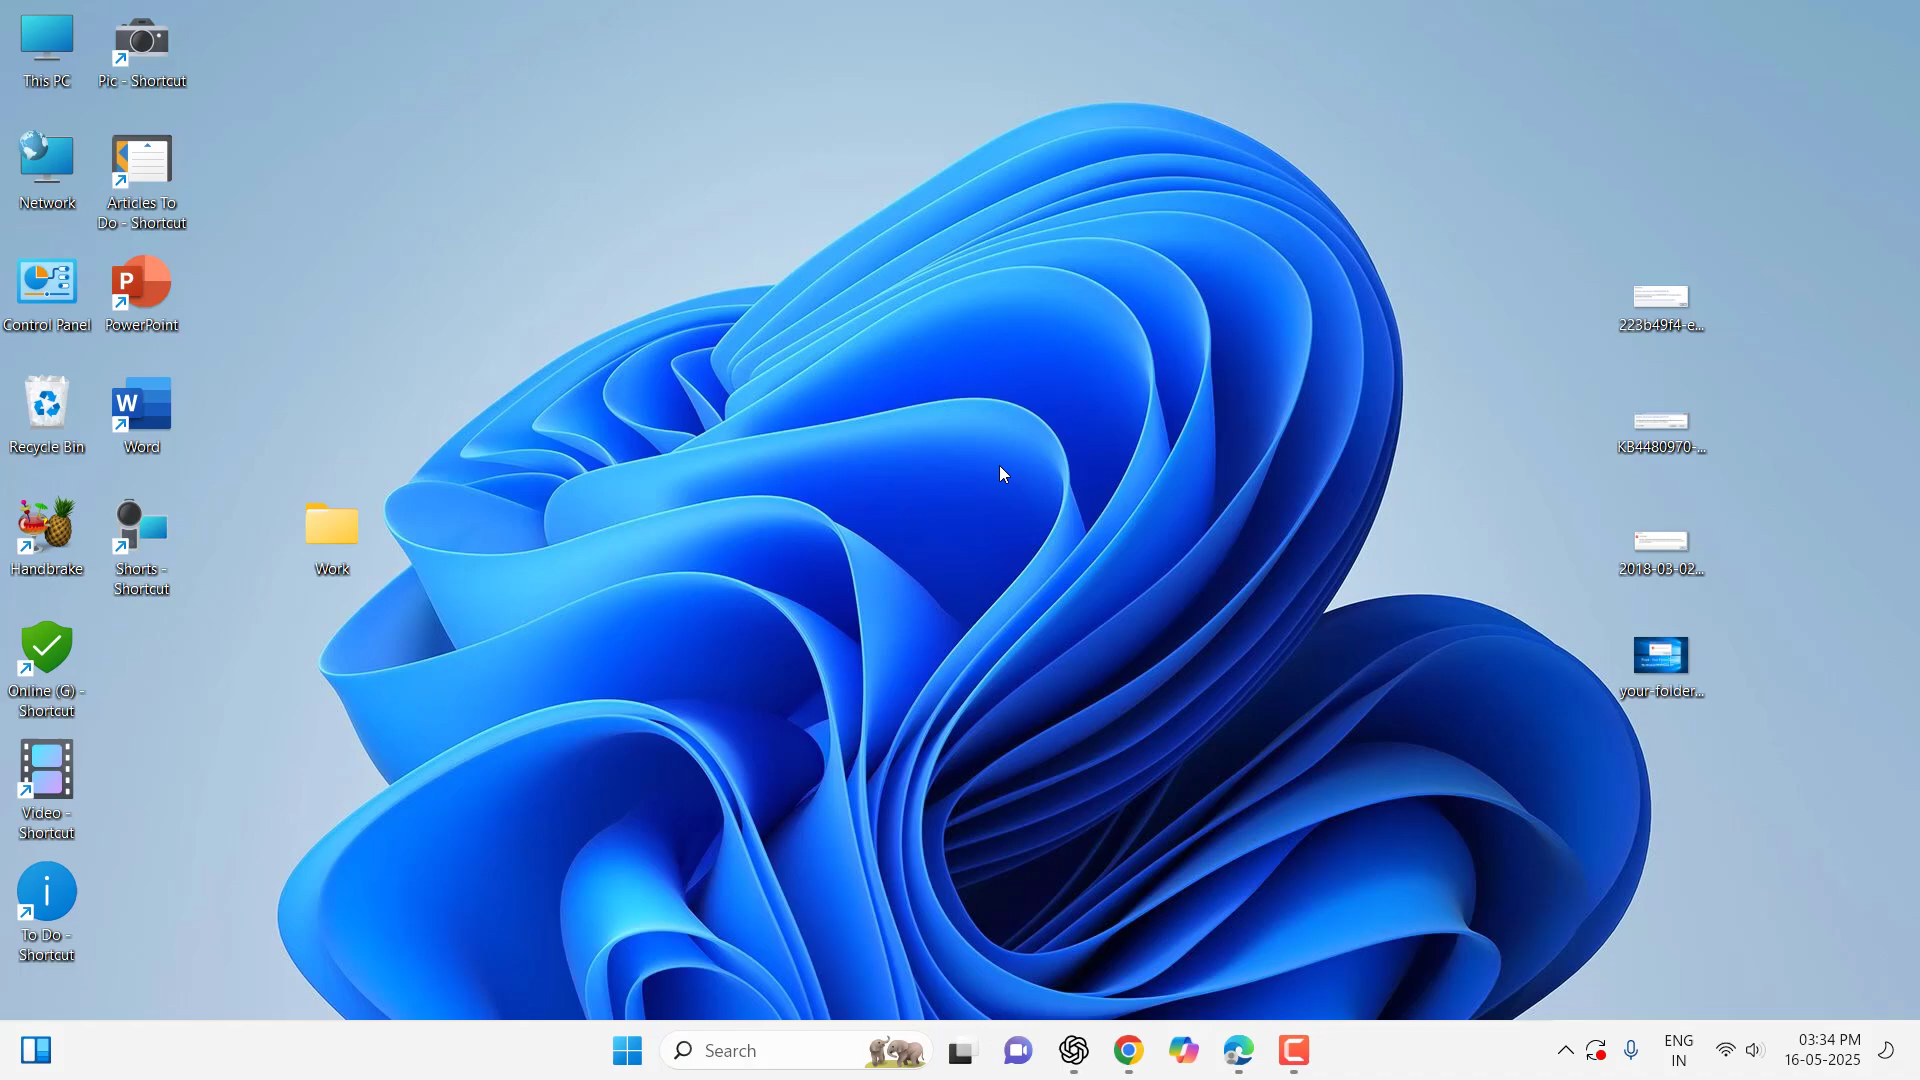 This PC
Pic - Shortcut
Network
Articles To
Do - Shortcut
Control Panel
P
PowerPoint
Recycle Bin
W
Word
Handbrake
Shorts -
Shortcut
Online (G) -
Shortcut
Video -
Shortcut
i
To Do -
Shortcut
Work
223b49f4-e...
KB4480970-...
2018-03-02...
your-folder...
Search
ENG
IN
03:34 PM
16-05-2025